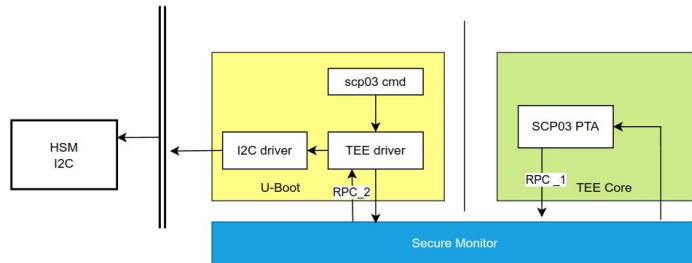 scp03 cmd
HSM
I2C
I2C driver
TEE driver
SCP03 PTA
U-Boot
RPC_2
RPC _1
TEE Core
Secure Monitor